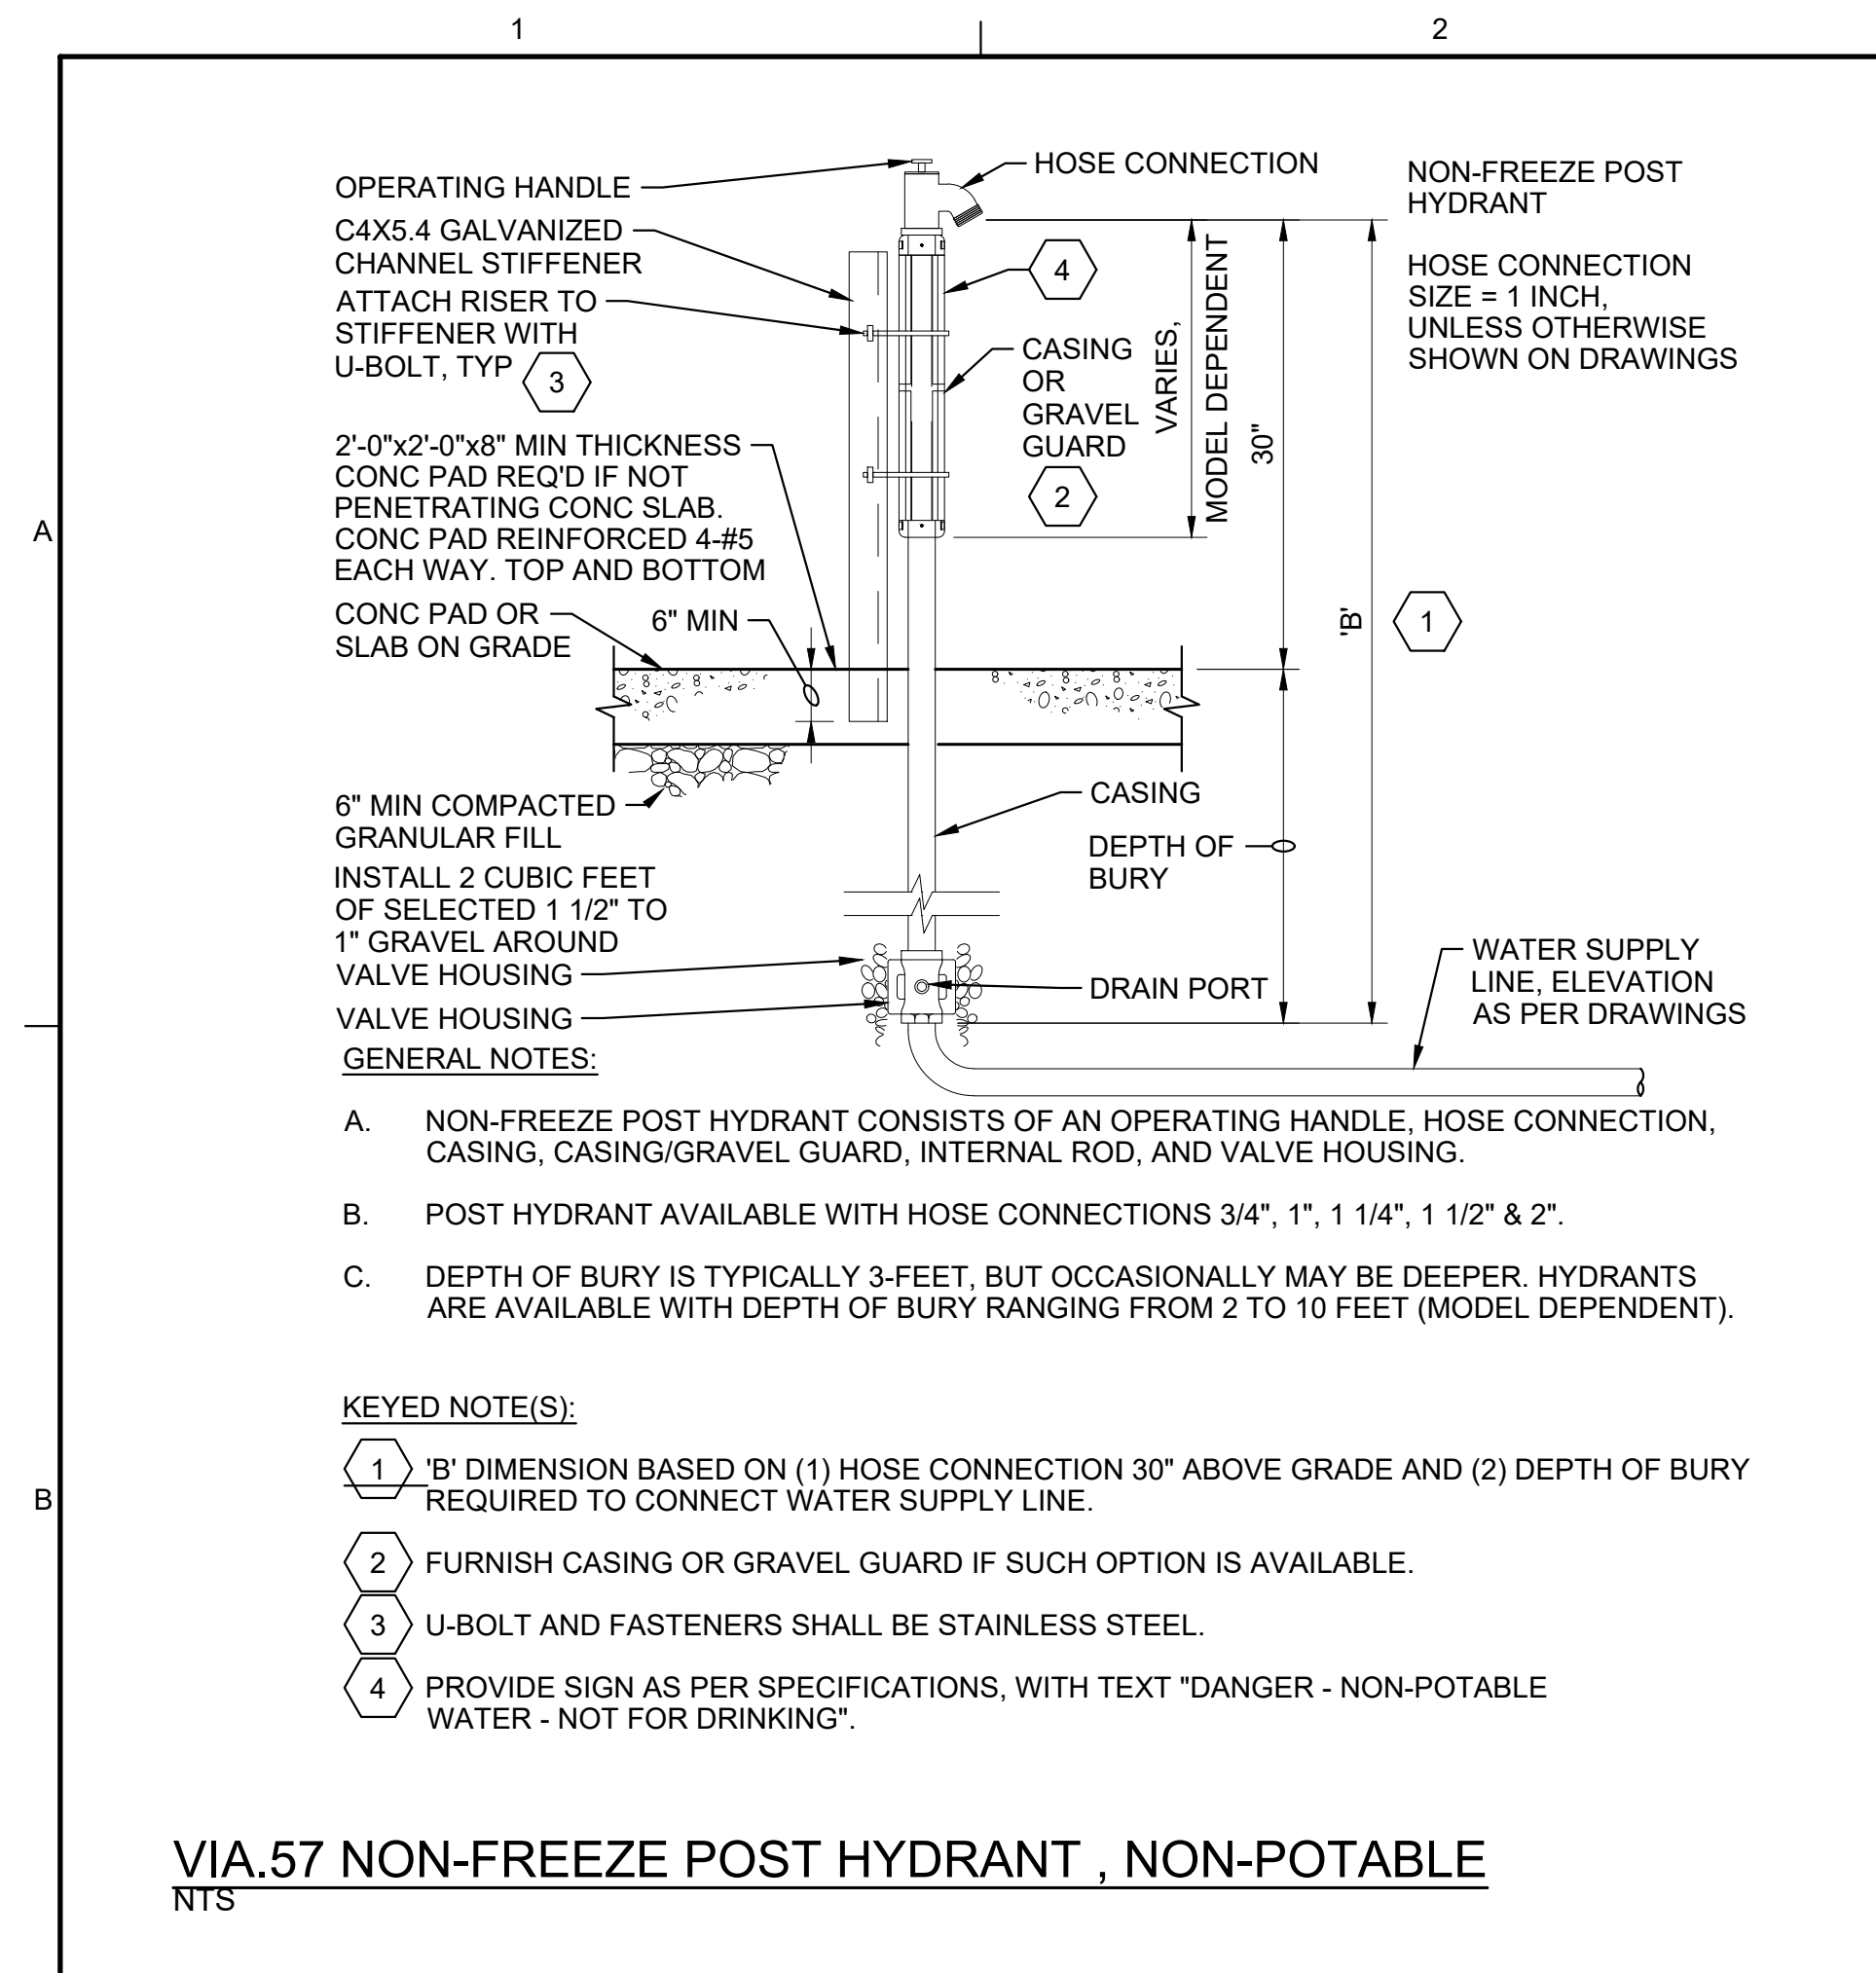 1
2
OPERATING HANDLE
C4X5.4 GALVANIZED
CHANNEL STIFFENER
ATTACH RISER TO
STIFFENER WITH
U-BOLT, TYP
3
2'-0"x2'-0"x8" MIN THICKNESS
CONC PAD REQ'D IF NOT
PENETRATING CONC SLAB.
CONC PAD REINFORCED 4-#5
EACH WAY. TOP AND BOTTOM
CONC PAD OR
SLAB ON GRADE
6" MIN
6" MIN COMPACTED
GRANULAR FILL
INSTALL 2 CUBIC FEET
OF SELECTED 1 1/2" TO
1" GRAVEL AROUND
VALVE HOUSING
VALVE HOUSING
HOSE CONNECTION
4
CASING
OR
GRAVEL
GUARD
2
VARIES,
MODEL DEPENDENT
30"
'B'
1
NON-FREEZE POST
HYDRANT
HOSE CONNECTION
SIZE = 1 INCH,
UNLESS OTHERWISE
SHOWN ON DRAWINGS
CASING
DEPTH OF
BURY
DRAIN PORT
WATER SUPPLY
LINE, ELEVATION
AS PER DRAWINGS
A
GENERAL NOTES:
A. NON-FREEZE POST HYDRANT CONSISTS OF AN OPERATING HANDLE, HOSE CONNECTION,
CASING, CASING/GRAVEL GUARD, INTERNAL ROD, AND VALVE HOUSING.
B. POST HYDRANT AVAILABLE WITH HOSE CONNECTIONS 3/4", 1", 1 1/4", 1 1/2" & 2".
C. DEPTH OF BURY IS TYPICALLY 3-FEET, BUT OCCASIONALLY MAY BE DEEPER. HYDRANTS
ARE AVAILABLE WITH DEPTH OF BURY RANGING FROM 2 TO 10 FEET (MODEL DEPENDENT).
KEYED NOTE(S):
1 'B' DIMENSION BASED ON (1) HOSE CONNECTION 30" ABOVE GRADE AND (2) DEPTH OF BURY
REQUIRED TO CONNECT WATER SUPPLY LINE.
B
2 FURNISH CASING OR GRAVEL GUARD IF SUCH OPTION IS AVAILABLE.
3 U-BOLT AND FASTENERS SHALL BE STAINLESS STEEL.
4 PROVIDE SIGN AS PER SPECIFICATIONS, WITH TEXT "DANGER - NON-POTABLE
WATER - NOT FOR DRINKING".
VIA.57 NON-FREEZE POST HYDRANT , NON-POTABLE
NTS